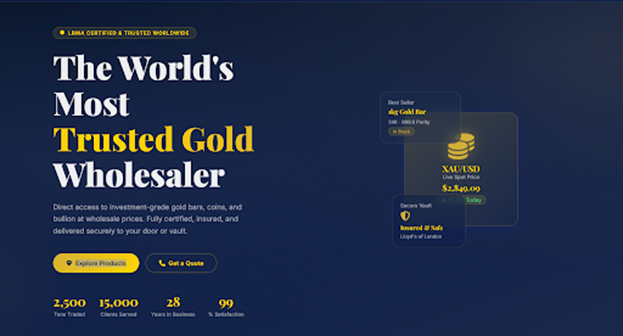 LBMA CERTIFIED & TRUSTED WORLDWIDE
The World's
Most
Trusted Gold
Wholesaler
Direct access to investment-grade gold bars, coins, and
bullion at wholesale prices. Fully certified, insured, and
delivered securely to your door or vault.
Explore Products
Get a Quote
2,500
Tons Traded
15,000
Clients Served
28
Years in Business
99
% Satisfaction
Best Seller
1kg Gold Bar
24K · 999.9 Purity
In Stock
XAU/USD
Live Spot Price
$2,849.09
Today
Secure Vault
Insured & Safe
Lloyd's of London